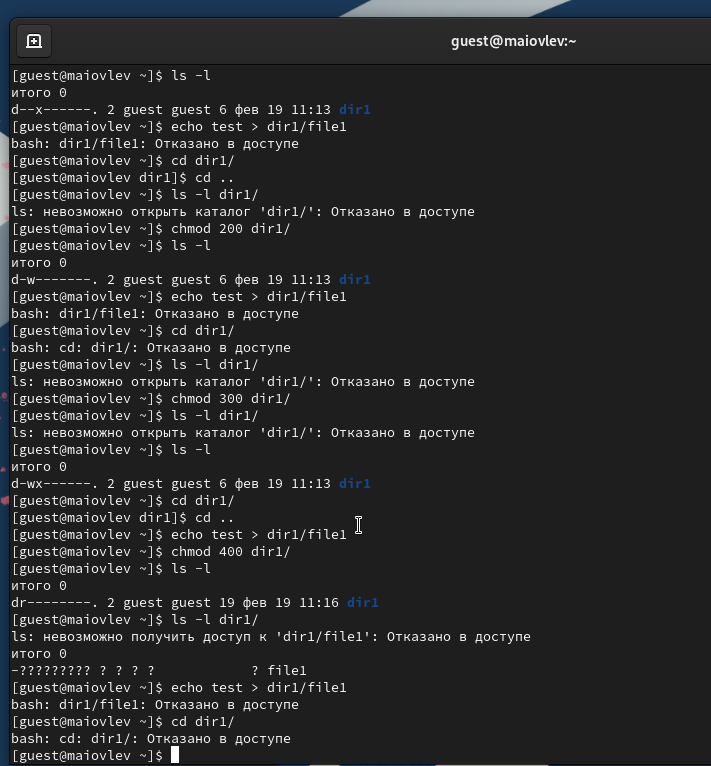 guest@maiovlev:~
[guest@maiovlev ~]$ ls -l
итого 0
d--x------. 2 guest guest 6 фев 19 11:13 dir1
[guest@maiovlev ~]$ echo test > dir1/file1
bash: dir1/file1: Отказано в доступе
[guest@maiovlev ~]$ cd dir1/
[guest@maiovlev dir1]$ cd ..
[guest@maiovlev ~]$ ls -l dir1/
ls: невозможно открыть каталог 'dir1/': Отказано в доступе
[guest@maiovlev ~]$ chmod 200 dir1/
[guest@maiovlev ~]$ ls -l
итого 0
d-w-------. 2 guest guest 6 фев 19 11:13 dir1
[guest@maiovlev ~]$ echo test > dir1/file1
bash: dir1/file1: Отказано в доступе
[guest@maiovlev ~]$ cd dir1/
bash: cd: dir1/: Отказано в доступе
[guest@maiovlev ~]$ ls -l dir1/
ls: невозможно открыть каталог 'dir1/': Отказано в доступе
[guest@maiovlev ~]$ chmod 300 dir1/
[guest@maiovlev ~]$ ls -l dir1/
ls: невозможно открыть каталог 'dir1/': Отказано в доступе
[guest@maiovlev ~]$ ls -l
итого 0
d-wx------. 2 guest guest 6 фев 19 11:13 dir1
[guest@maiovlev ~]$ cd dir1/
[guest@maiovlev dir1]$ cd ..
[guest@maiovlev ~]$ echo test > dir1/file1
[guest@maiovlev ~]$ chmod 400 dir1/
[guest@maiovlev ~]$ ls -l
итого 0
dr--------. 2 guest guest 19 фев 19 11:16 dir1
[guest@maiovlev ~]$ ls -l dir1/
ls: невозможно получить доступ к 'dir1/file1': Отказано в доступе
итого 0
-????????? ? ? ? ?            ? file1
[guest@maiovlev ~]$ echo test > dir1/file1
bash: dir1/file1: Отказано в доступе
[guest@maiovlev ~]$ cd dir1/
bash: cd: dir1/: Отказано в доступе
[guest@maiovlev ~]$